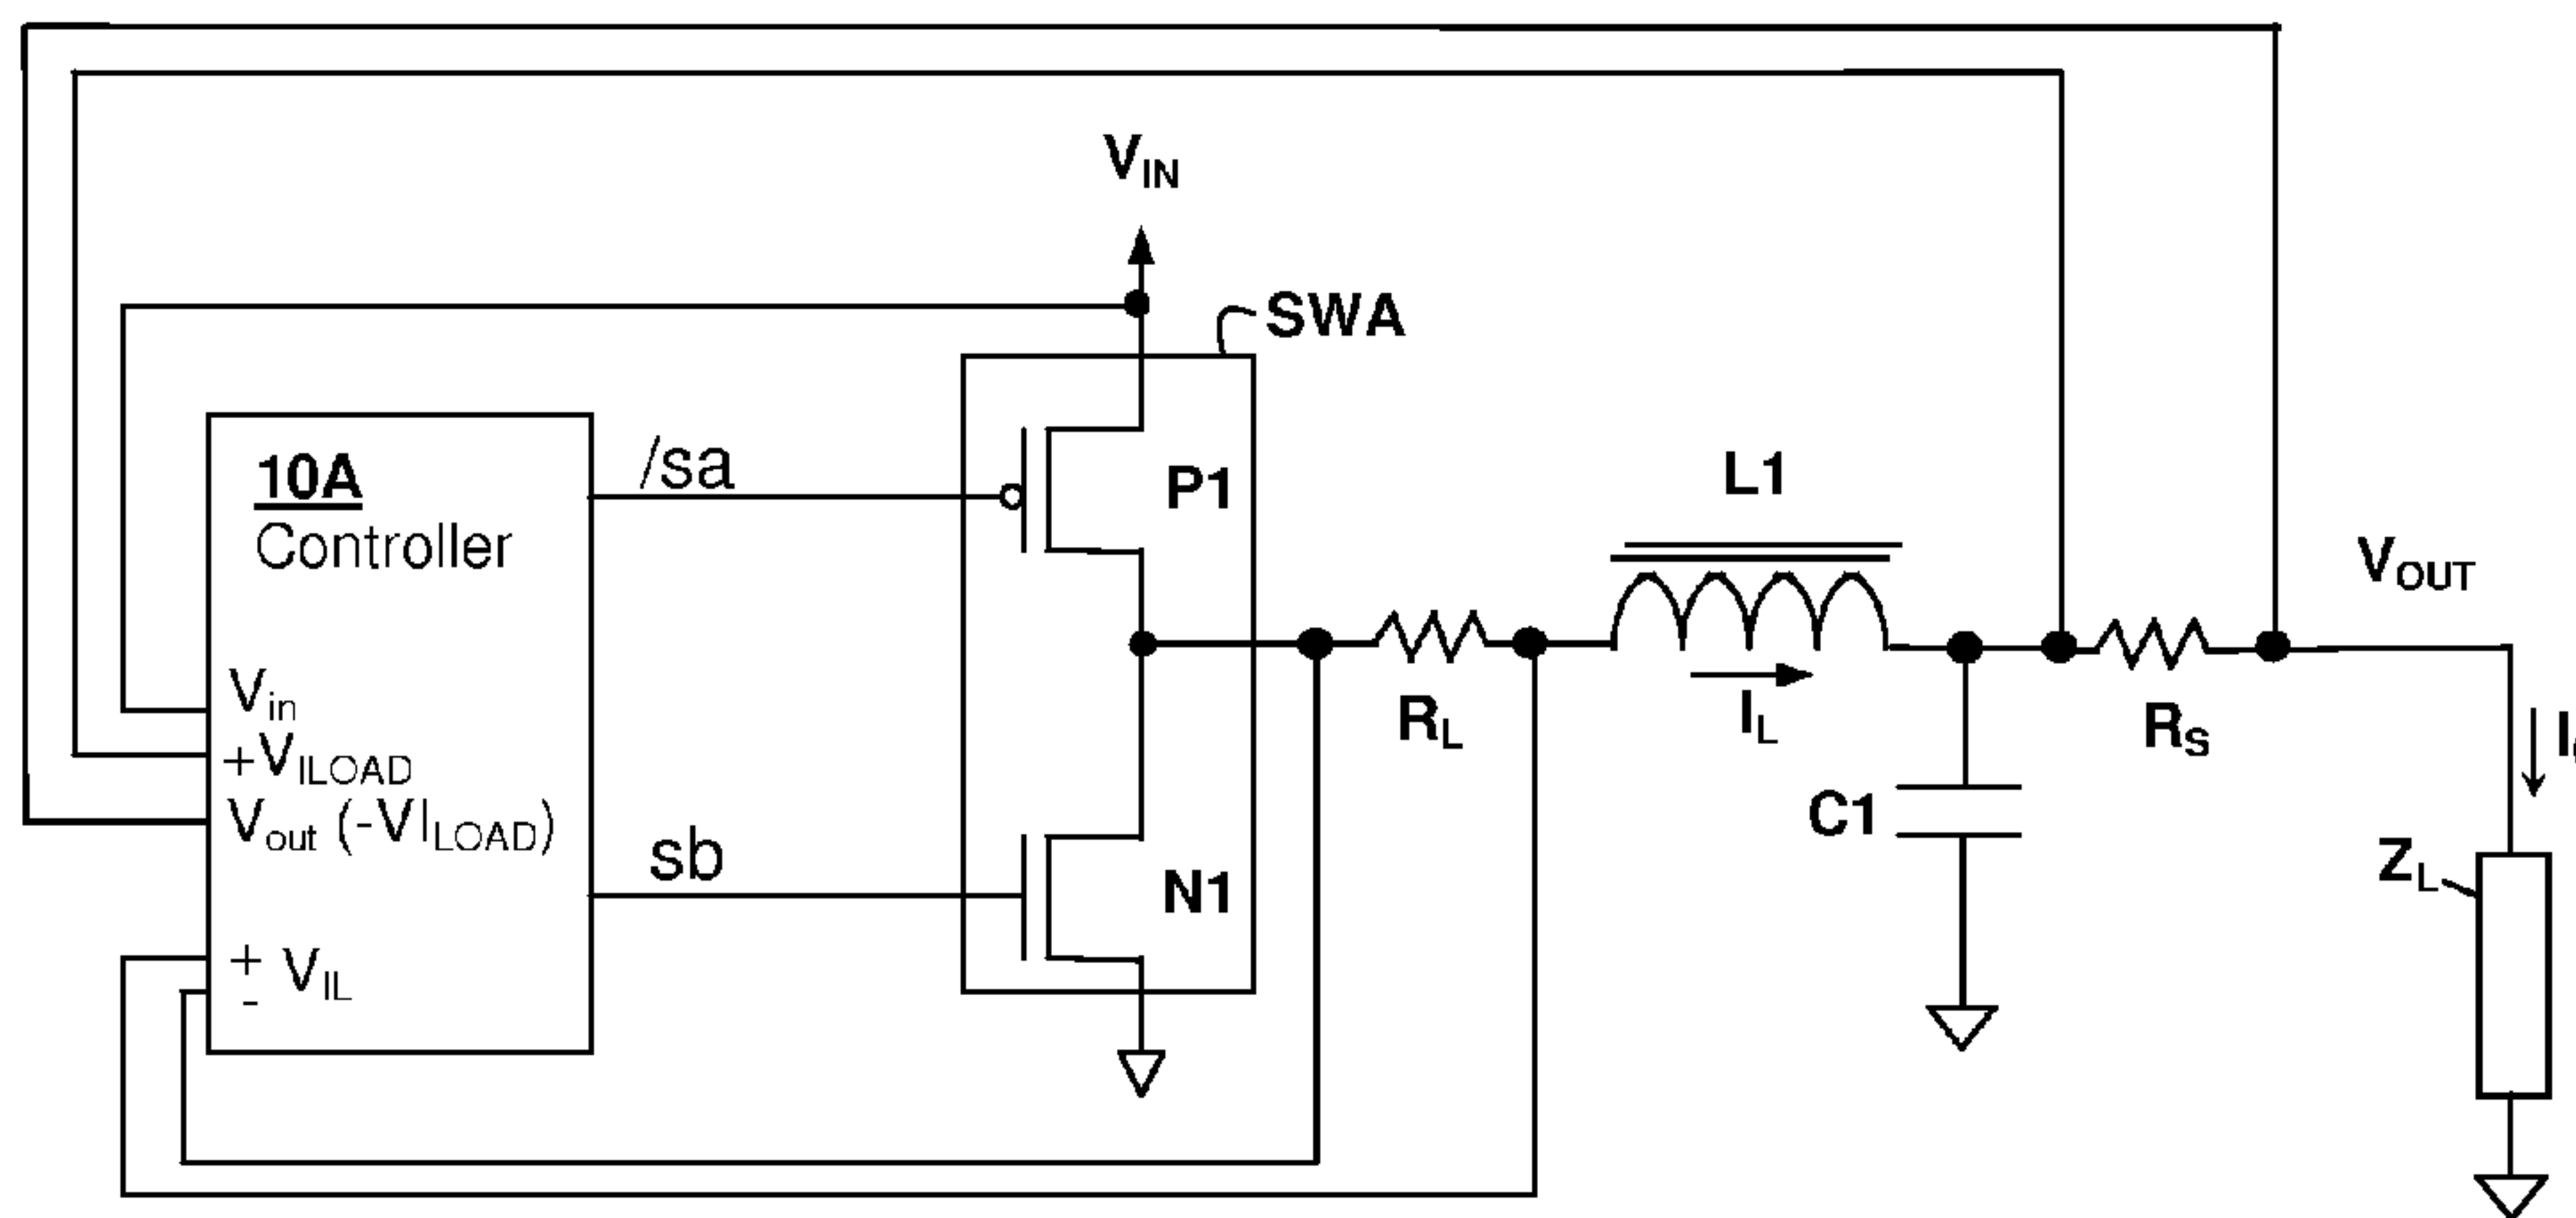 VIN
SWA
10A
Controller
/sa
P1
L1
VOUT
Vin
+VILOAD
Vout (-VILOAD)
RL
IL
RS
sb
N1
C1
ZL
+ VIL
-